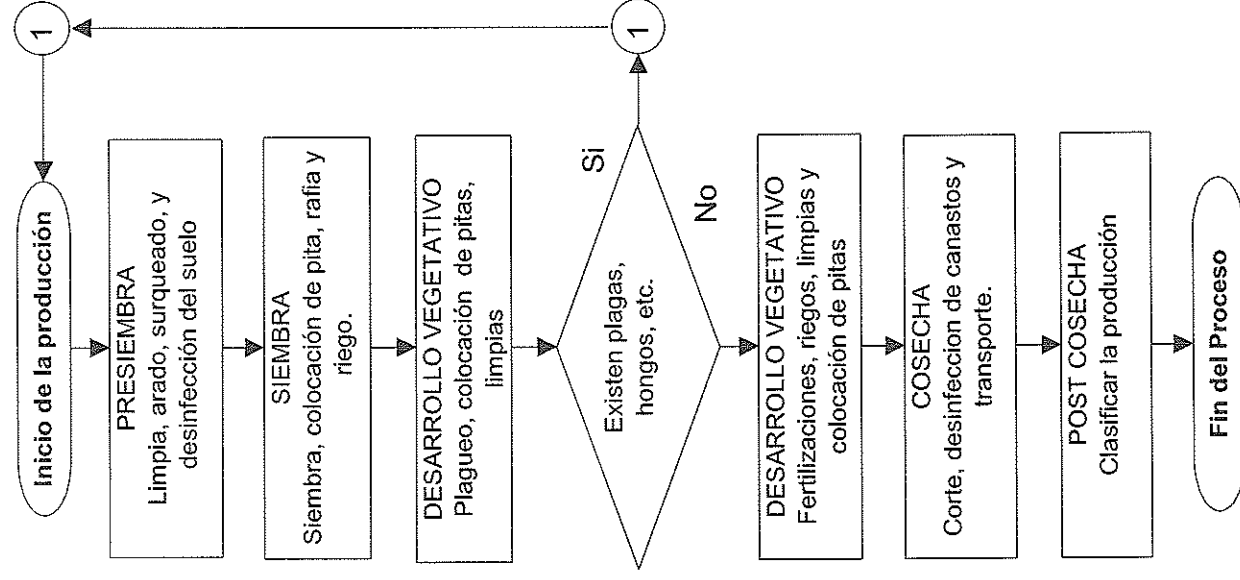 Inicio de la producción
1
PRESIEMBRA
Limpia, arado, surqueado, y
desinfección del suelo
SIEMBRA
Siembra, colocación de pita, rafia y
riego.
DESARROLLO VEGETATIVO
Plagueo, colocación de pitas,
limpias
Existen plagas,
hongos, etc.
Si
1
No
DESARROLLO VEGETATIVO
Fertilizaciones, riegos, limpias y
colocación de pitas
COSECHA
Corte, desinfeccion de canastos y
transporte.
POST COSECHA
Clasificar la producción
Fin del Proceso